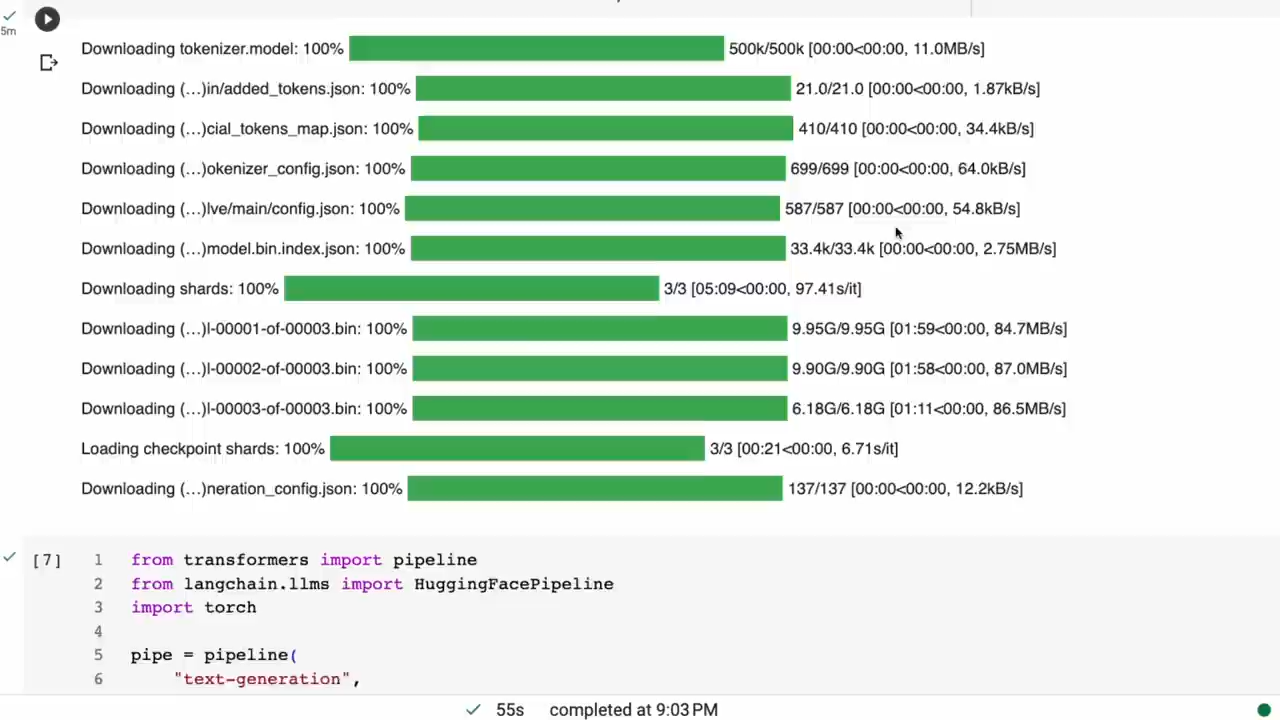 5m
Downloading tokenizer.model: 100% 500k/500k [00:00<00:00, 11.0MB/s]
Downloading (...)in/added_tokens.json: 100% 21.0/21.0 [00:00<00:00, 1.87kB/s]
Downloading (...)cial_tokens_map.json: 100% 410/410 [00:00<00:00, 34.4kB/s]
Downloading (...)okenizer_config.json: 100% 699/699 [00:00<00:00, 64.0kB/s]
Downloading (...)lve/main/config.json: 100% 587/587 [00:00<00:00, 54.8kB/s]
Downloading (...)model.bin.index.json: 100% 33.4k/33.4k [00:00<00:00, 2.75MB/s]
Downloading shards: 100% 3/3 [05:09<00:00, 97.41s/it]
Downloading (...)l-00001-of-00003.bin: 100% 9.95G/9.95G [01:59<00:00, 84.7MB/s]
Downloading (...)l-00002-of-00003.bin: 100% 9.90G/9.90G [01:58<00:00, 87.0MB/s]
Downloading (...)l-00003-of-00003.bin: 100% 6.18G/6.18G [01:11<00:00, 86.5MB/s]
Loading checkpoint shards: 100% 3/3 [00:21<00:00, 6.71s/it]
Downloading (...)neration_config.json: 100% 137/137 [00:00<00:00, 12.2kB/s]
[7] 1 from transformers import pipeline
2 from langchain.llms import HuggingFacePipeline
3 import torch
4
5 pipe = pipeline(
6 "text-generation",
55s completed at 9:03 PM